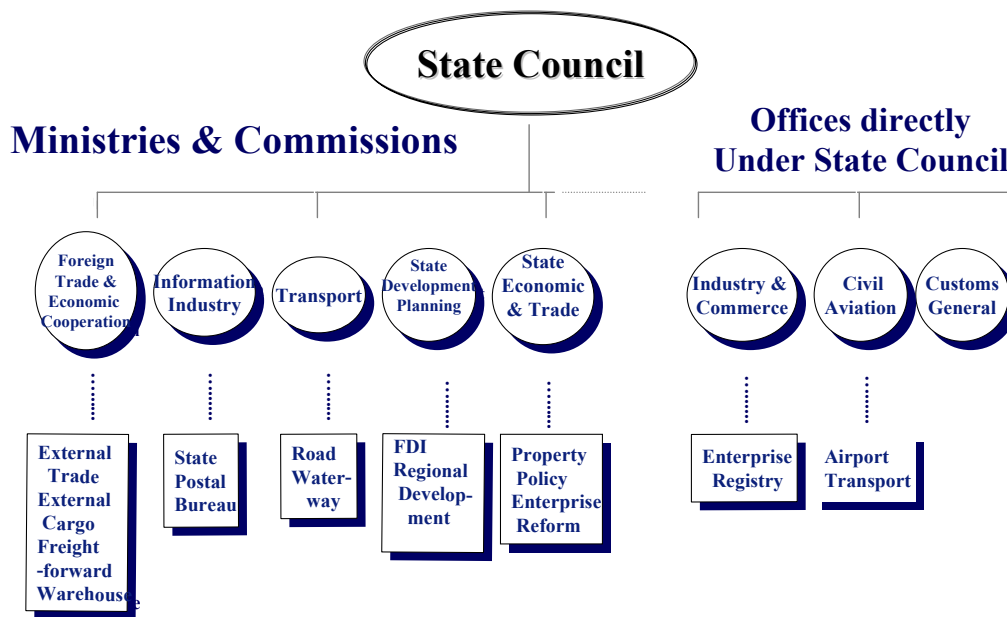 State Council
Ministries & Commissions
Offices directly
Under State Council
Foreign
Trade &
Economic
Cooperation
Information
Industry
Transport
State
Development
Planning
State
Economic
& Trade
Industry &
Commerce
Civil
Aviation
Customs
General
External
Trade
External
Cargo
Freight
-forward
Warehouse
State
Postal
Bureau
Road
Water-
way
FDI
Regional
Develop-
ment
Property
Policy
Enterprise
Reform
Enterprise
Registry
Airport
Transport